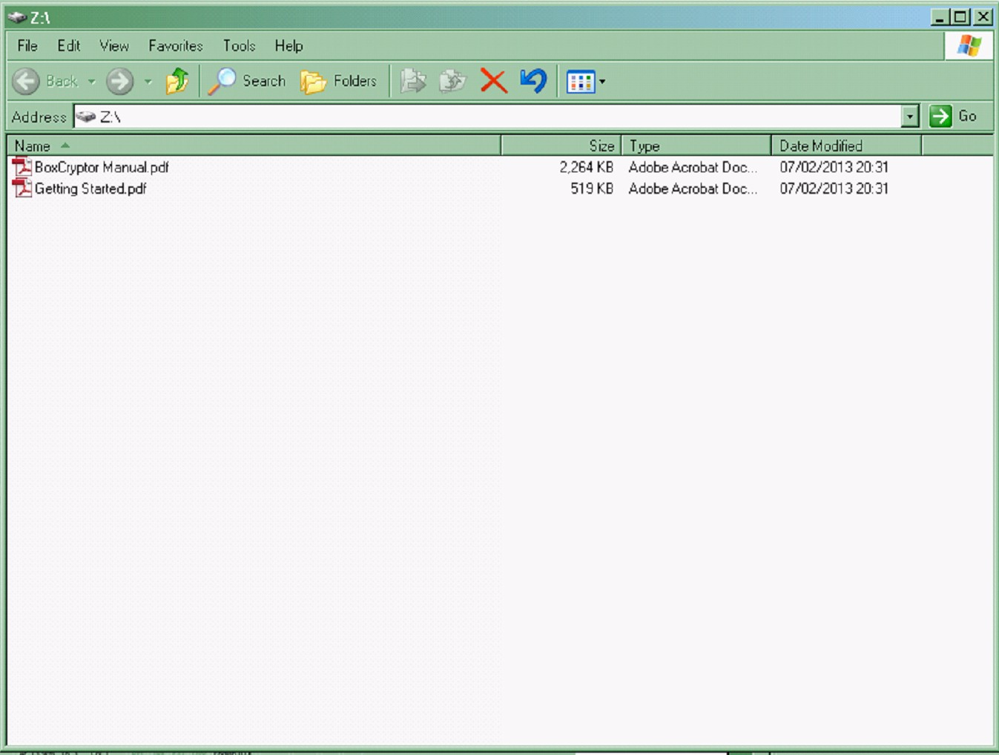 Z:\
File Edit View Favorites Tools Help
Back Search Folders
Address Z:\ Go
Name Size Type Date Modified
BoxCryptor Manual.pdf 2,264 KB Adobe Acrobat Doc... 07/02/2013 20:31
Getting Started.pdf 519 KB Adobe Acrobat Doc... 07/02/2013 20:31